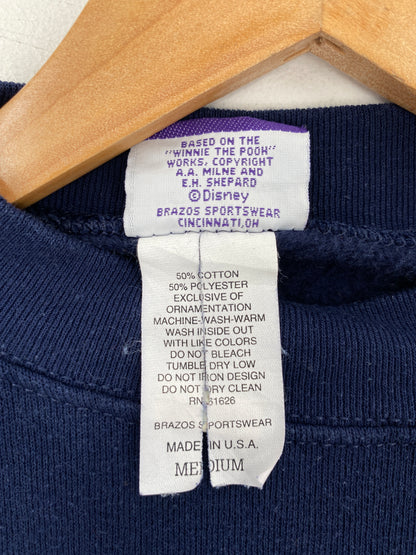 BASED ON THE
"WINNIE THE POOH"
WORKS, COPYRIGHT
A.A. MILNE AND
E.H. SHEPARD
©Disney
BRAZOS SPORTSWEAR
CINCINNATI,OH
50% COTTON
50% POLYESTER
EXCLUSIVE OF
ORNAMENTATION
MACHINE-WASH-WARM
WASH INSIDE OUT
WITH LIKE COLORS
DO NOT BLEACH
TUMBLE DRY LOW
DO NOT IRON DESIGN
DO NOT DRY CLEAN
RN 61626
BRAZOS SPORTSWEAR
MADE IN U.S.A.
MEDIUM